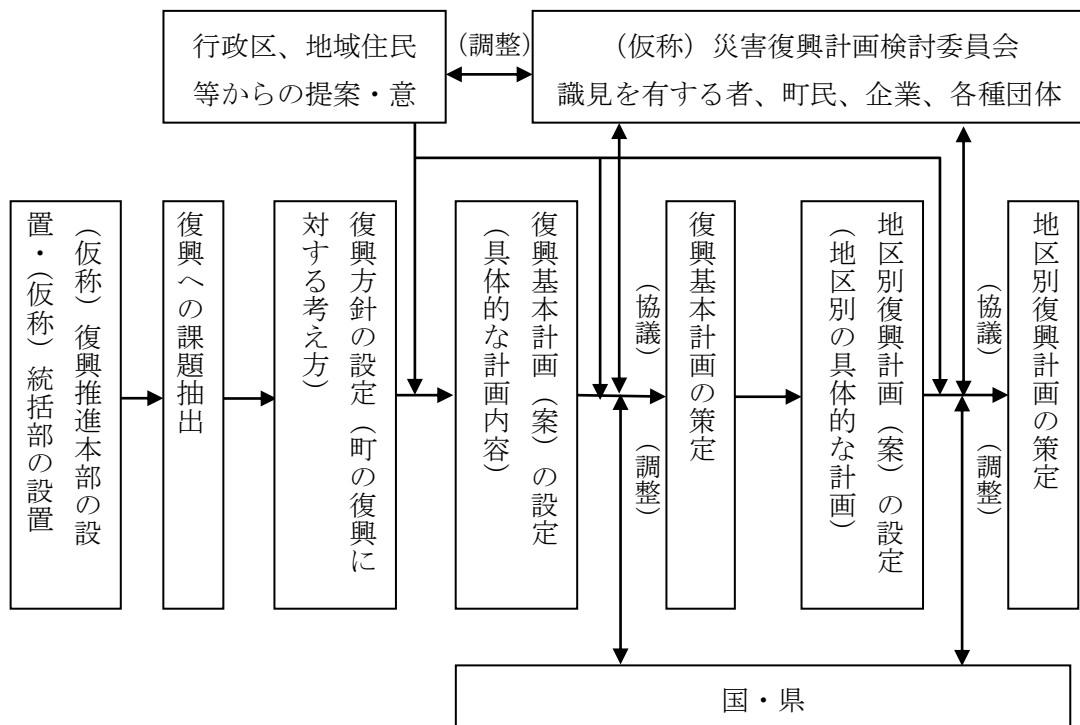 行政区、地域住民
等からの提案・意
（調整）
（仮称）災害復興計画検討委員会
識見を有する者、町民、企業、各種団体
（仮称）復興推進本部の設
置・（仮称）統括部の設置
復興への課題抽出
復興方針の設定（町の復興に
対する考え方）
復興基本計画（案）の設定
（具体的な計画内容）
（協議）
（調整）
復興基本計画の策定
地区別復興計画（案）の設定
（地区別の具体的な計画）
（協議）
（調整）
地区別復興計画の策定
国・県